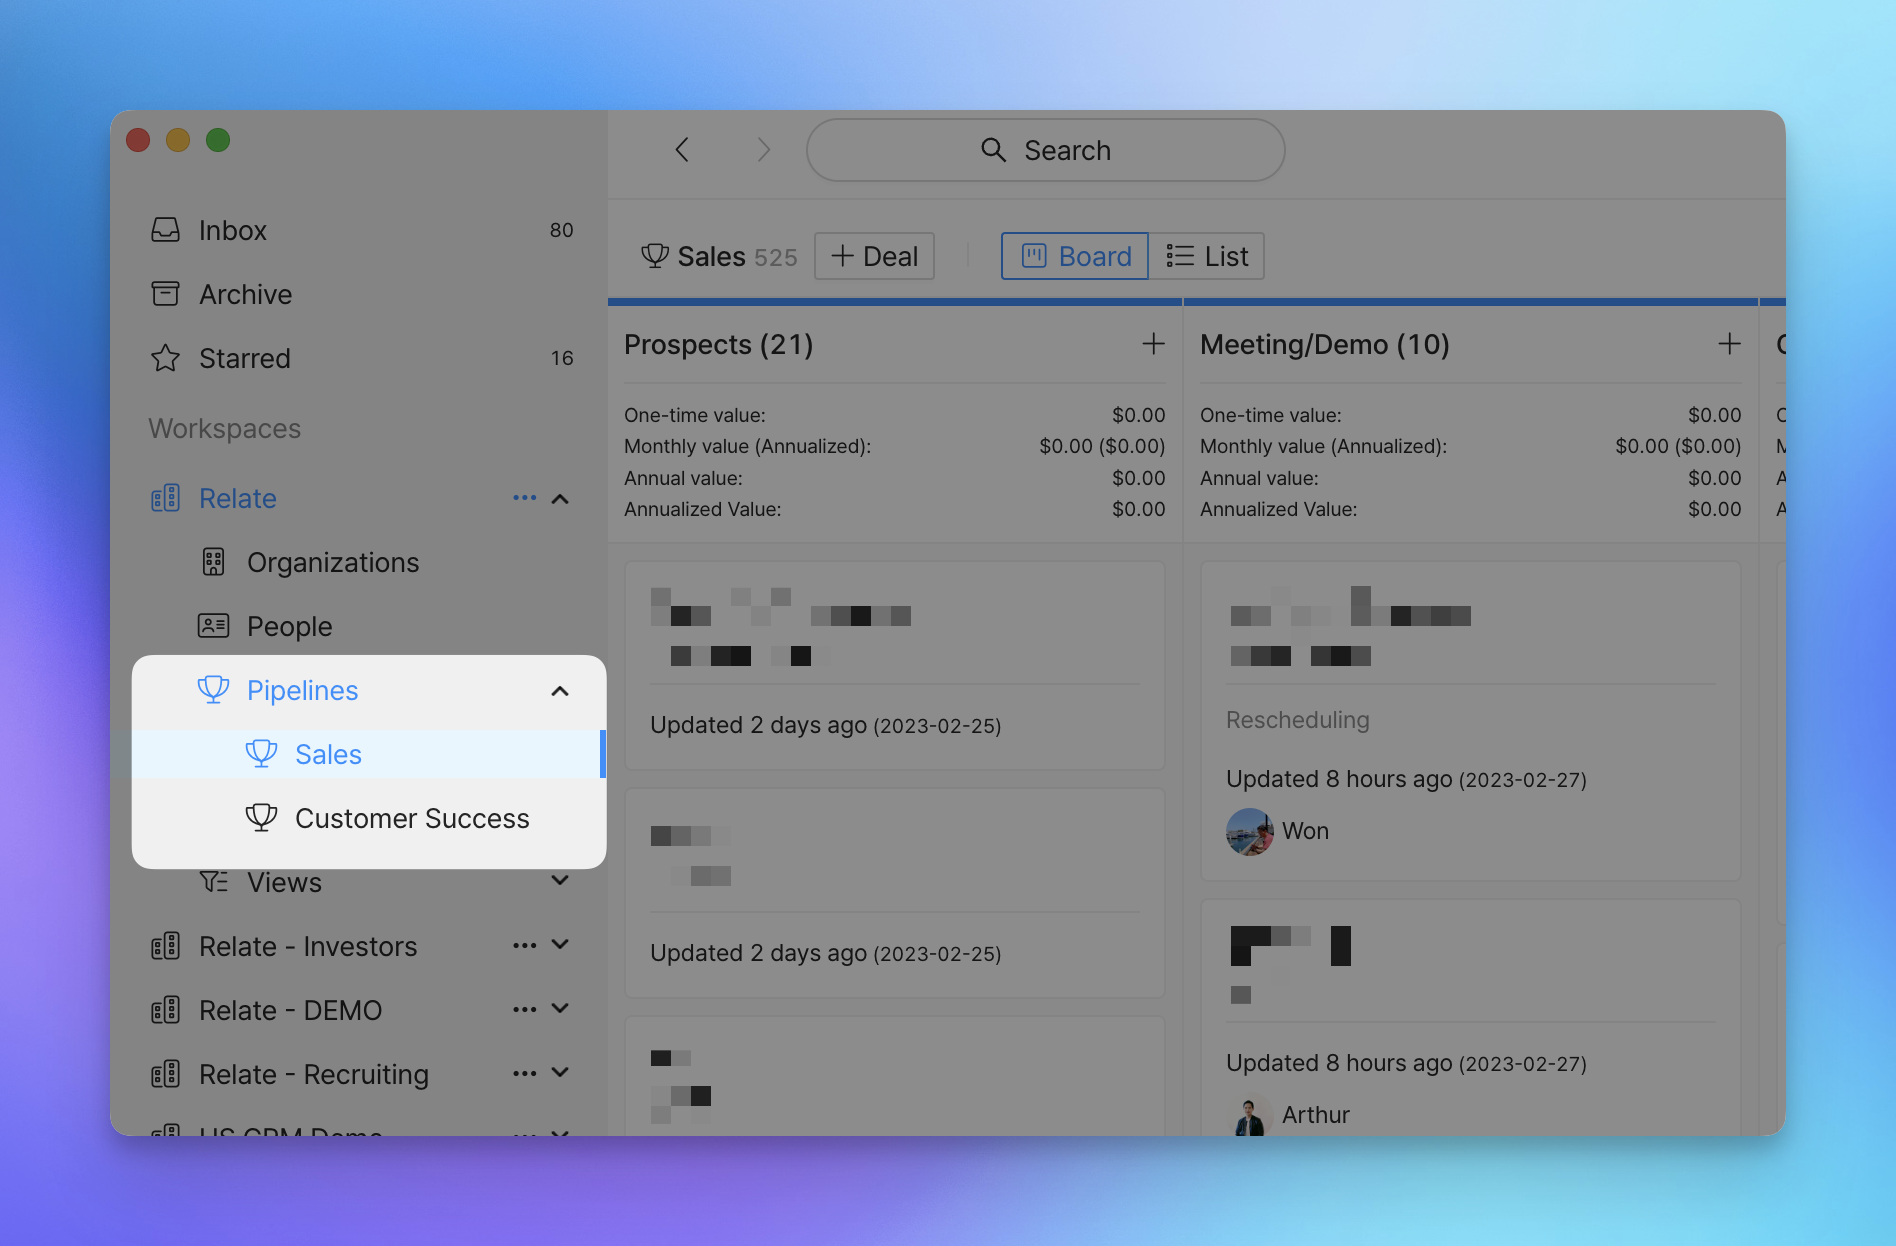 Search
Inbox 80
Archive
Starred 16
Workspaces
Relate
Organizations
People
Pipelines
Sales
Customer Success
Views
Relate - Investors
Relate - DEMO
Relate - Recruiting
US CRM Demo
Sales 525
Deal
Board
List
Prospects (21)
One-time value: $0.00
Monthly value (Annualized): $0.00 ($0.00)
Annual value: $0.00
Annualized Value: $0.00
Updated 2 days ago (2023-02-25)
Updated 2 days ago (2023-02-25)
Meeting/Demo (10)
One-time value: $0.00
Monthly value (Annualized): $0.00 ($0.00)
Annual value: $0.00
Annualized Value: $0.00
Rescheduling
Updated 8 hours ago (2023-02-27)
Won
Updated 8 hours ago (2023-02-27)
Arthur